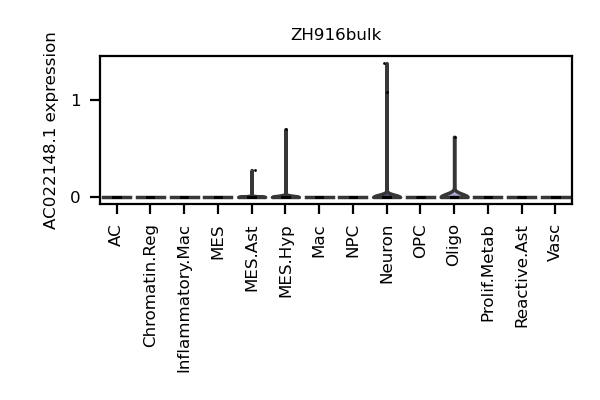 ZH916bulk
AC022148.1 expression
1
0
AC
Chromatin.Reg
Inflammatory.Mac
MES
MES.Ast
MES.Hyp
Mac
NPC
Neuron
OPC
Oligo
Prolif.Metab
Reactive.Ast
Vasc